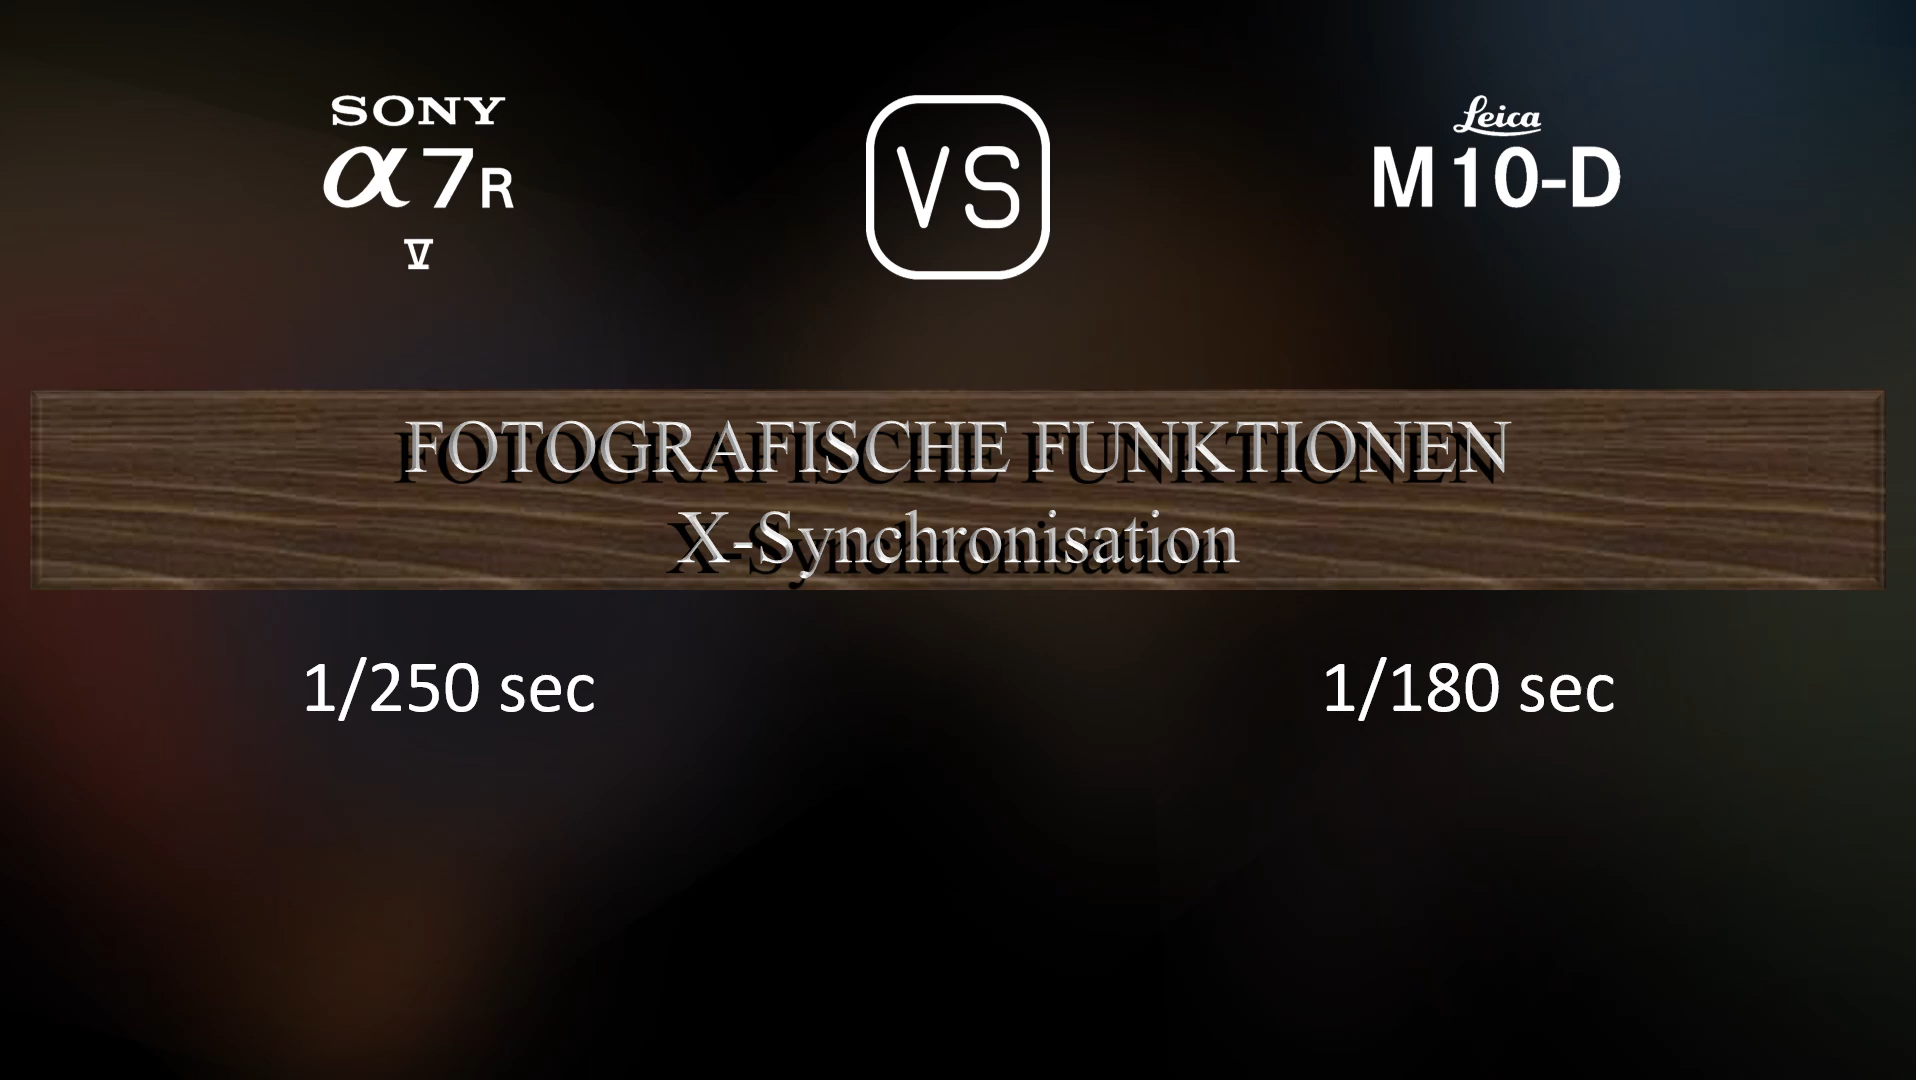 SONY
α7R
V
VS
Leica
M10-D
FOTOGRAFISCHE FUNKTIONEN
X-Synchronisation
1/250 sec
1/180 sec